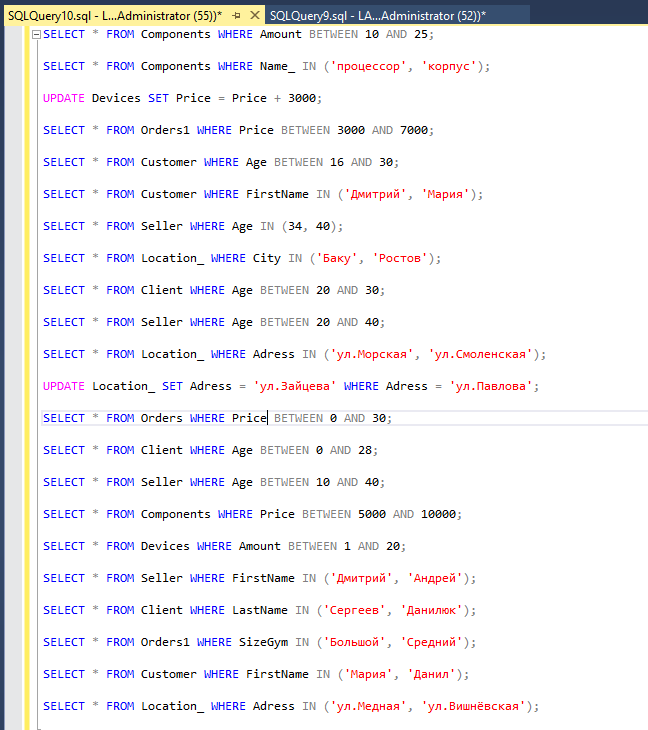 SQLQuery10.sql - L...Administrator (55))* SQLQuery9.sql - LA...Administrator (52))*
SELECT * FROM Components WHERE Amount BETWEEN 10 AND 25;
SELECT * FROM Components WHERE Name_ IN ('процессор', 'корпус');
UPDATE Devices SET Price = Price + 3000;
SELECT * FROM Orders1 WHERE Price BETWEEN 3000 AND 7000;
SELECT * FROM Customer WHERE Age BETWEEN 16 AND 30;
SELECT * FROM Customer WHERE FirstName IN ('Дмитрий', 'Мария');
SELECT * FROM Seller WHERE Age IN (34, 40);
SELECT * FROM Location_ WHERE City IN ('Баку', 'Ростов');
SELECT * FROM Client WHERE Age BETWEEN 20 AND 30;
SELECT * FROM Seller WHERE Age BETWEEN 20 AND 40;
SELECT * FROM Location_ WHERE Adress IN ('ул.Морская', 'ул.Смоленская');
UPDATE Location_ SET Adress = 'ул.Зайцева' WHERE Adress = 'ул.Павлова';
SELECT * FROM Orders WHERE Price BETWEEN 0 AND 30;
SELECT * FROM Client WHERE Age BETWEEN 0 AND 28;
SELECT * FROM Seller WHERE Age BETWEEN 10 AND 40;
SELECT * FROM Components WHERE Price BETWEEN 5000 AND 10000;
SELECT * FROM Devices WHERE Amount BETWEEN 1 AND 20;
SELECT * FROM Seller WHERE FirstName IN ('Дмитрий', 'Андрей');
SELECT * FROM Client WHERE LastName IN ('Сергеев', 'Данилюк');
SELECT * FROM Orders1 WHERE SizeGym IN ('Большой', 'Средний');
SELECT * FROM Customer WHERE FirstName IN ('Мария', 'Данил');
SELECT * FROM Location_ WHERE Adress IN ('ул.Медная', 'ул.Вишнёвская');